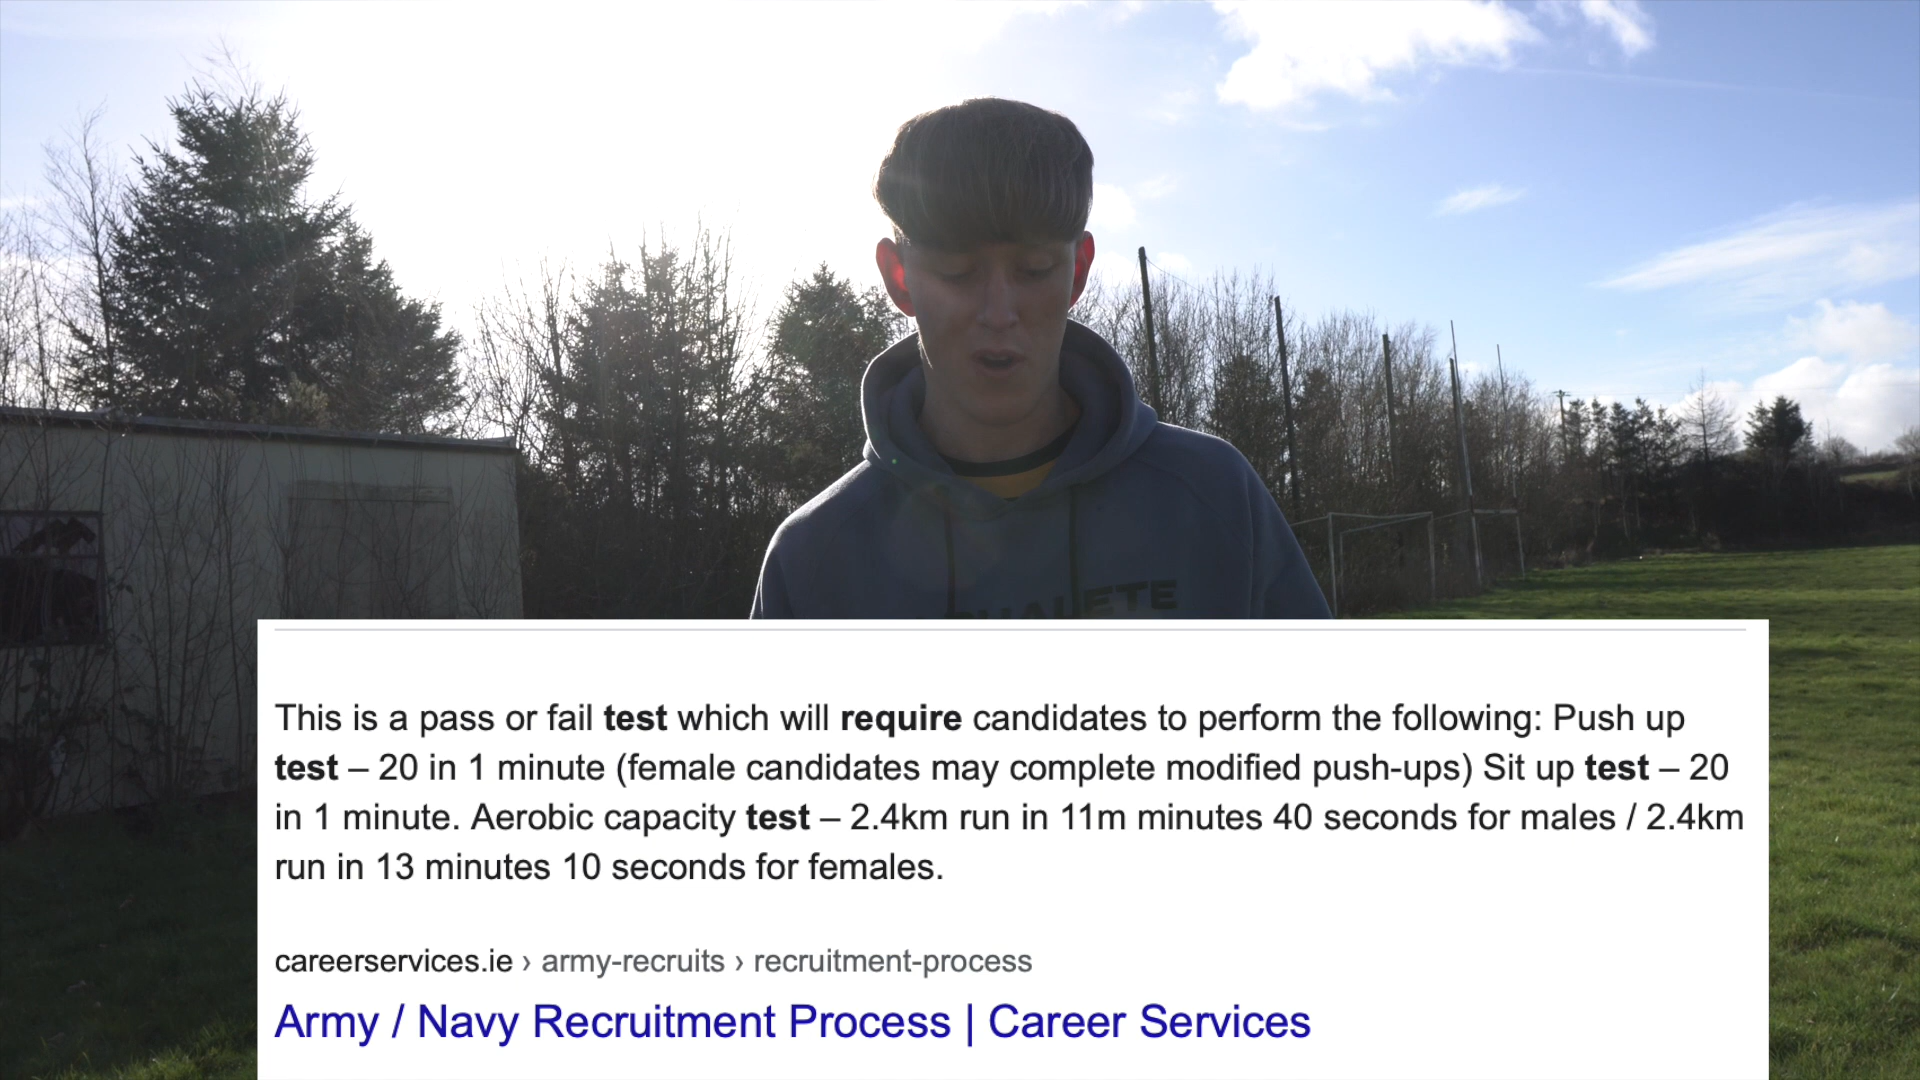 This is a pass or fail test which will require candidates to perform the following: Push up
test – 20 in 1 minute (female candidates may complete modified push-ups) Sit up test – 20
in 1 minute. Aerobic capacity test – 2.4km run in 11m minutes 40 seconds for males / 2.4km
run in 13 minutes 10 seconds for females.
careerservices.ie › army-recruits › recruitment-process
Army / Navy Recruitment Process | Career Services